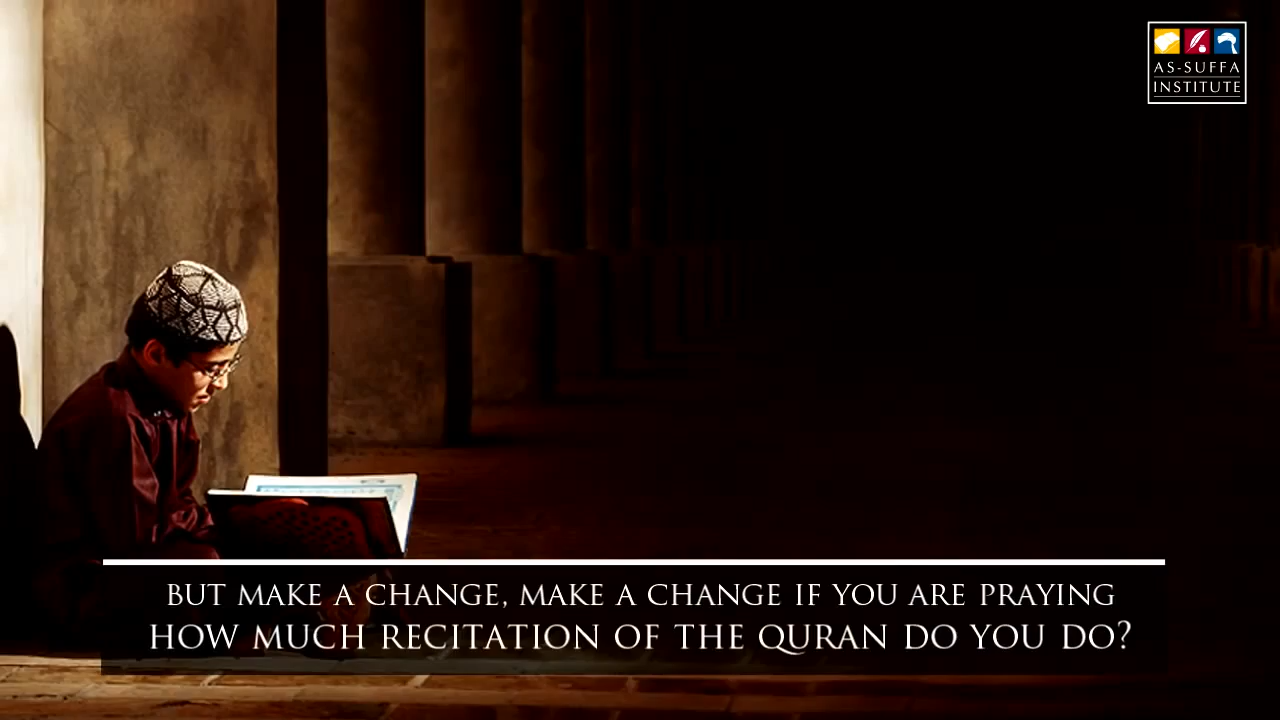 AS-SUFFA
INSTITUTE
BUT MAKE A CHANGE, MAKE A CHANGE IF YOU ARE PRAYING
HOW MUCH RECITATION OF THE QURAN DO YOU DO?